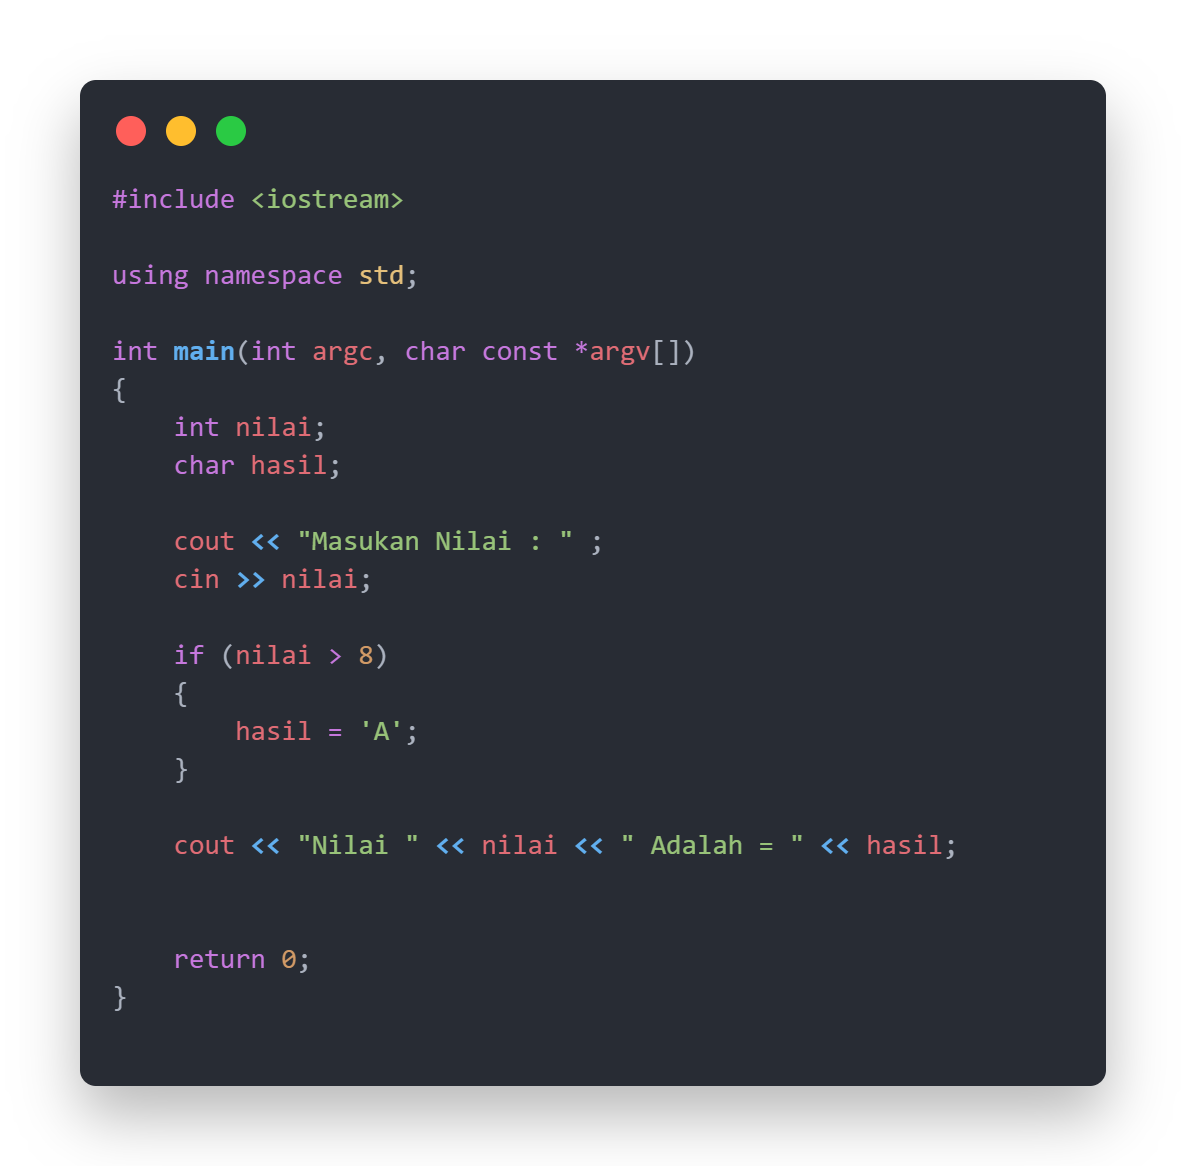 #include <iostream>
using namespace std;
int main(int argc, char const *argv[])
{
    int nilai;
    char hasil;
    cout << "Masukan Nilai : " ;
    cin >> nilai;
    if (nilai > 8)
    {
        hasil = 'A';
    }
    cout << "Nilai " << nilai << " Adalah = " << hasil;
    return 0;
}